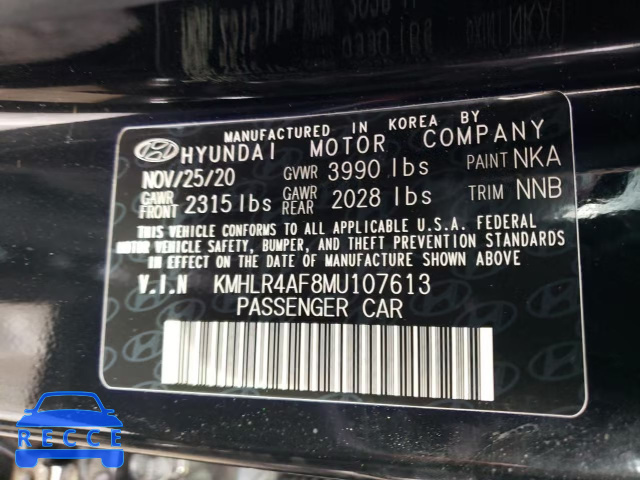 MANUFACTURED IN KOREA BY
HYUNDAI MOTOR COMPANY
NOV/25/20 GVWR 3990 lbs PAINT NKA
GAWR FRONT 2315 lbs GAWR REAR 2028 lbs TRIM NNB
THIS VEHICLE CONFORMS TO ALL APPLICABLE U.S.A. FEDERAL
MOTOR VEHICLE SAFETY, BUMPER, AND THEFT PREVENTION STANDARDS
IN EFFECT ON THE DATE OF MANUFACTURE SHOWN ABOVE
V.I.N KMHLR4AF8MU107613
PASSENGER CAR
RECCE